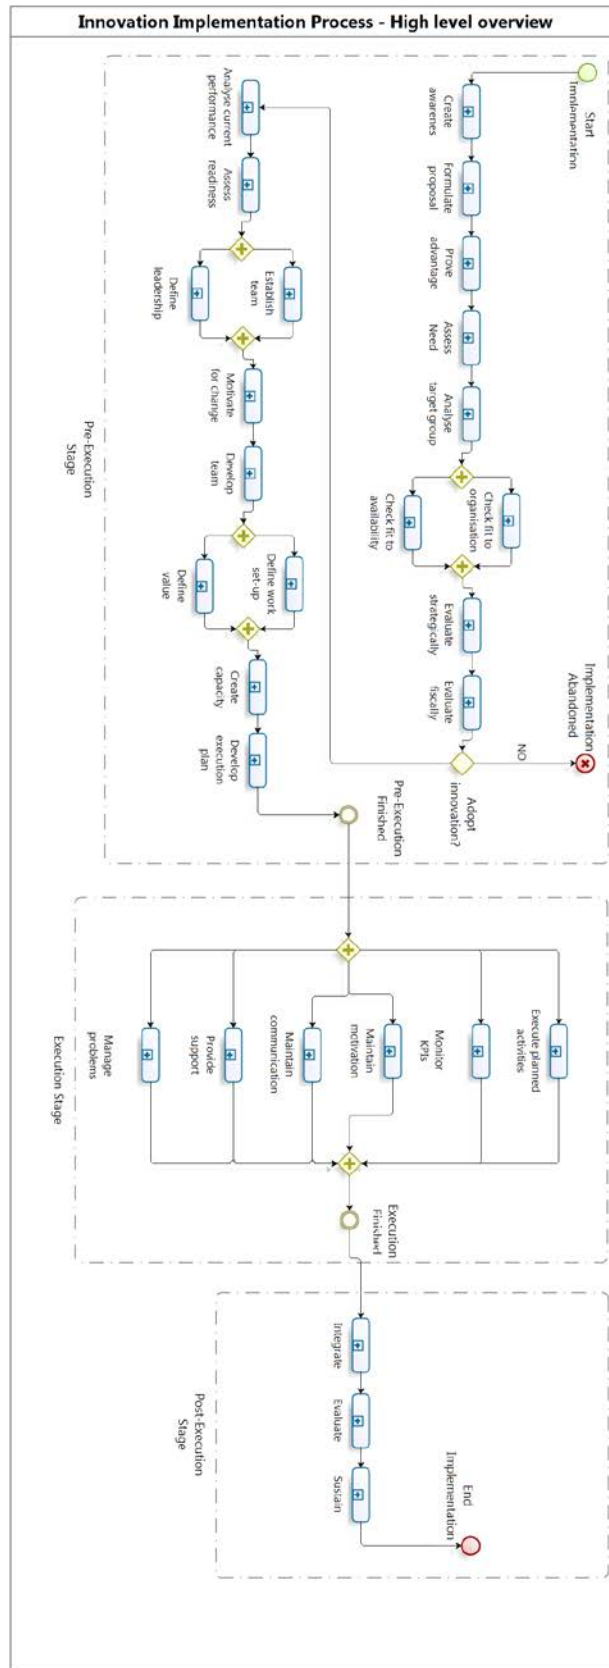 Innovation Implementation Process - High level overview
Start
Implementation
Create
awarenes
Formulate
proposal
Prove
advantage
Assess
Need
Analyse
target group
Check fit to
organisation
Check fit to
availability
Evaluate
strategically
Evaluate
fiscally
Adopt
innovation?
NO
Implementation
Abandoned
Analyse current
performance
Assess
readiness
Establish
team
Define
leadership
Motivate
for change
Develop
team
Define work
set-up
Define
value
Create
capacity
Develop
execution
plan
Pre-Execution
Finished
Pre-Execution
Stage
Execute planned
activities
Monitor
KPIs
Maintain
motivation
Maintain
communication
Provide
support
Manage
problems
Execution
Finished
Execution Stage
Integrate
Evaluate
Sustain
End
Implementation
Post-Execution
Stage